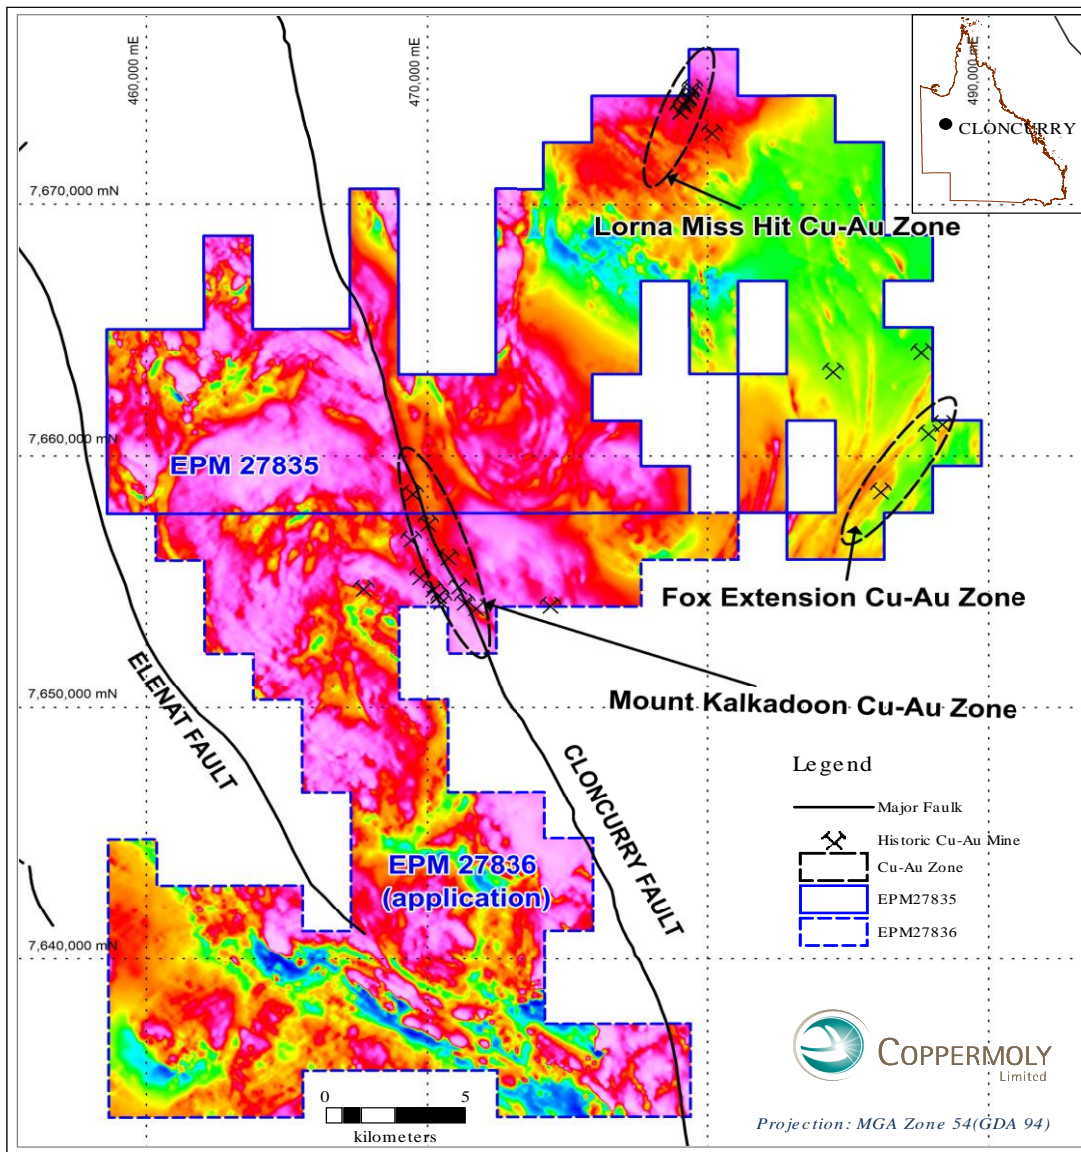 460,000 mE
470,000 mE
490,000 mE
CLONCURRY
7,670,000 mN
Lorna Miss Hit Cu-Au Zone
7,660,000 mN
EPM 27835
Fox Extension Cu-Au Zone
ELENAT FAULT
7,650,000 mN
Mount Kalkadoon Cu-Au Zone
CLONCURRY FAULT
Legend
Major Faulk
Historic Cu-Au Mine
Cu-Au Zone
EPM27835
EPM27836
EPM 27836
(application)
7,640,000 mN
COPPERMOLY
Limited
0 5
kilometers
Projection: MGA Zone 54(GDA 94)